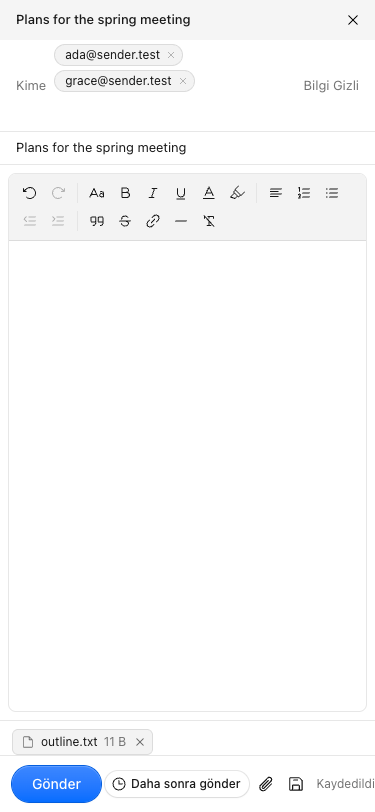 Plans for the spring meeting
ada@sender.test
Kime grace@sender.test Bilgi Gizli
Plans for the spring meeting
Aa B I U A
outline.txt 11 B
Gönder Daha sonra gönder Kaydedildi